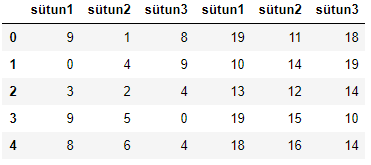 sütun1 sütun2 sütun3 sütun1 sütun2 sütun3
0 9 1 8 19 11 18
1 0 4 9 10 14 19
2 3 2 4 13 12 14
3 9 5 0 19 15 10
4 8 6 4 18 16 14